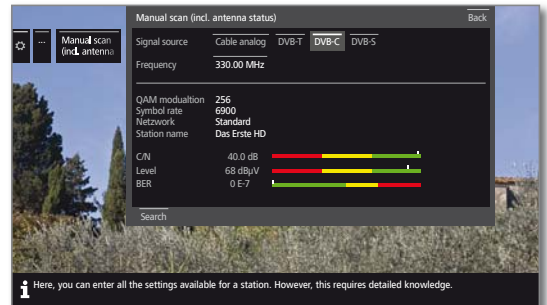 Manual scan (incl. antenna status) Back
...
Manual scan
(incl. antenna
Signal source Cable analog DVB-T DVB-C DVB-S
Frequency 330.00 MHz
QAM modualtion 256
Symbol rate 6900
Netzwork Standard
Station name Das Erste HD
C/N 40.0 dB
Level 68 dBµV
BER 0 E-7
Search
i Here, you can enter all the settings available for a station. However, this requires detailed knowledge.